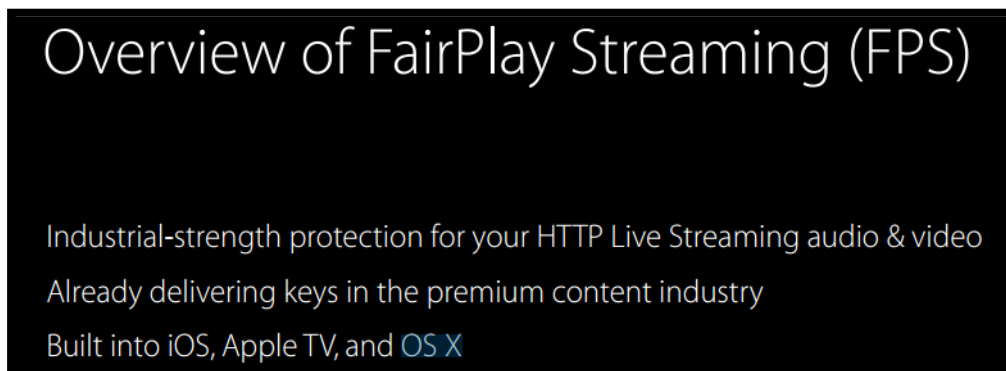 Overview of FairPlay Streaming (FPS)
Industrial-strength protection for your HTTP Live Streaming audio & video
Already delivering keys in the premium content industry
Built into iOS, Apple TV, and OS X